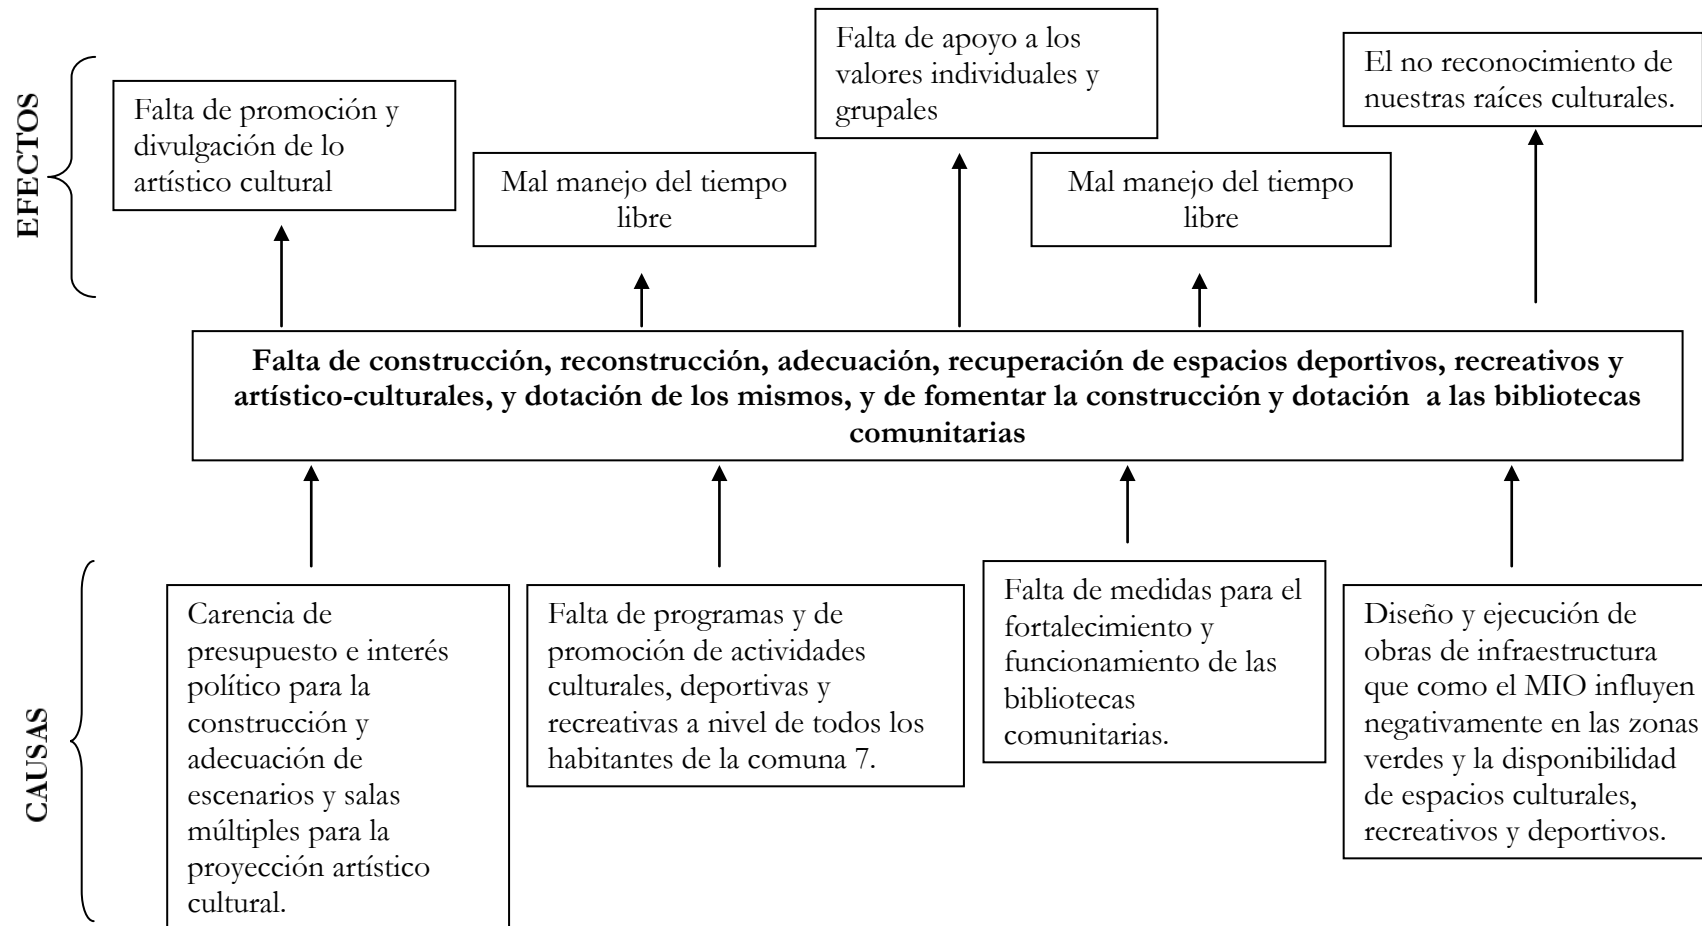 EFECTOS
Falta de promoción y
divulgación de lo
artístico cultural
Mal manejo del tiempo
libre
Falta de apoyo a los
valores individuales y
grupales
Mal manejo del tiempo
libre
El no reconocimiento de
nuestras raíces culturales.
Falta de construcción, reconstrucción, adecuación, recuperación de espacios deportivos, recreativos y
artístico-culturales, y dotación de los mismos, y de fomentar la construcción y dotación a las bibliotecas
comunitarias
CAUSAS
Carencia de
presupuesto e interés
político para la
construcción y
adecuación de
escenarios y salas
múltiples para la
proyección artístico
cultural.
Falta de programas y de
promoción de actividades
culturales, deportivas y
recreativas a nivel de todos los
habitantes de la comuna 7.
Falta de medidas para el
fortalecimiento y
funcionamiento de las
bibliotecas
comunitarias.
Diseño y ejecución de
obras de infraestructura
que como el MIO influyen
negativamente en las zonas
verdes y la disponibilidad
de espacios culturales,
recreativos y deportivos.